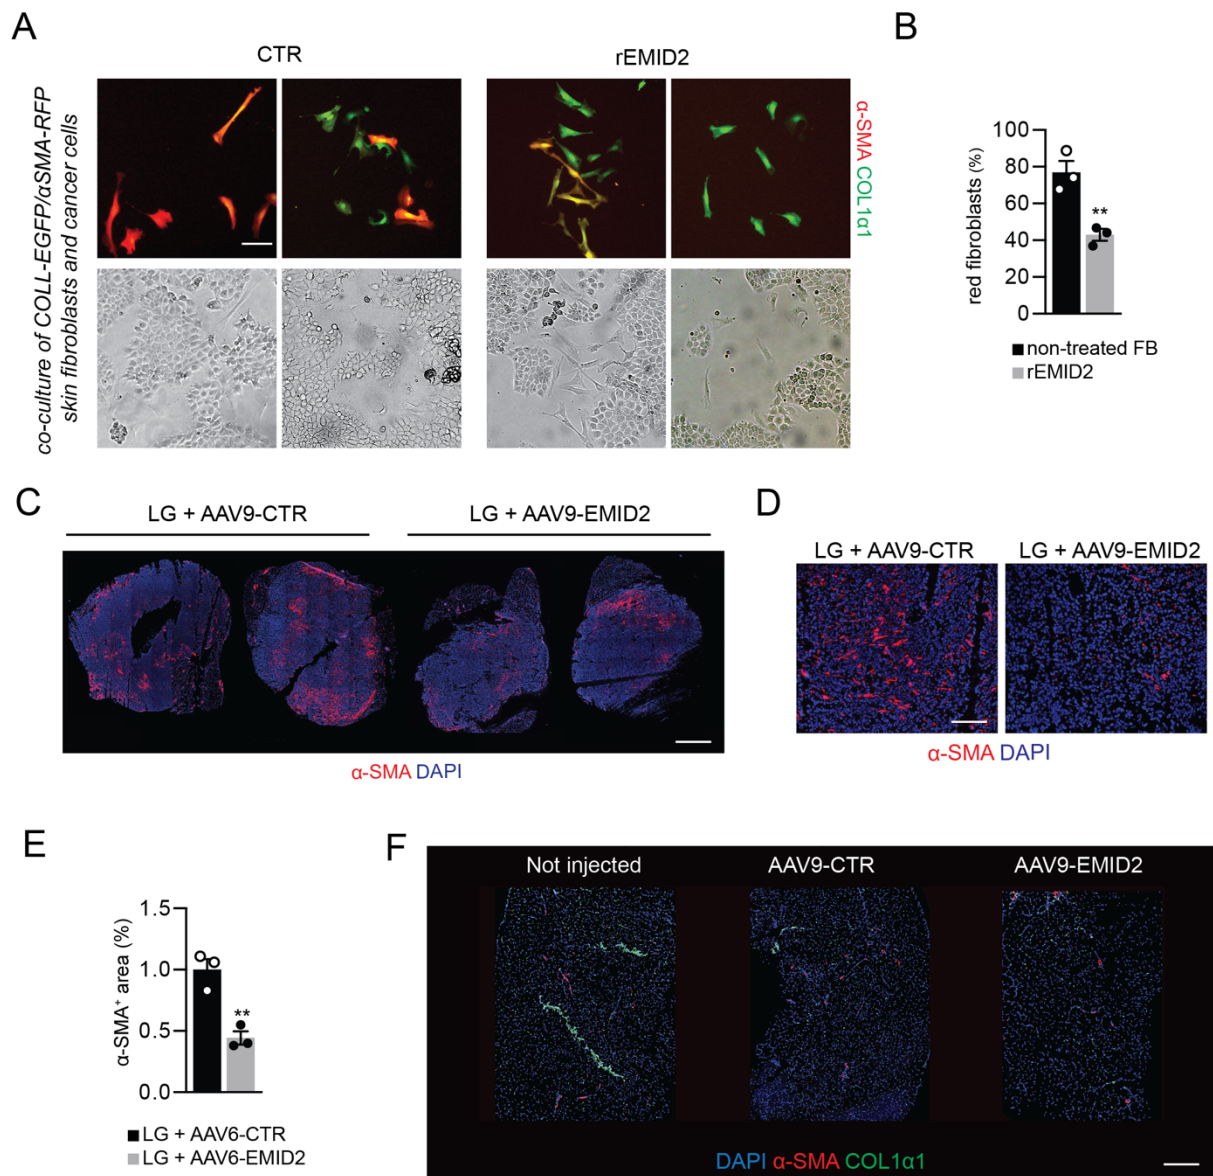 A
CTR
rEMID2
co-culture of COLL-EGFP/αSMA-RFP
skin fibroblasts and cancer cells
α-SMA COL1α1
B
red fibroblasts (%)
100
80
60
40
20
0
**
non-treated FB
rEMID2
C
LG + AAV9-CTR
LG + AAV9-EMID2
α-SMA DAPI
D
LG + AAV9-CTR
LG + AAV9-EMID2
α-SMA DAPI
E
α-SMA⁺ area (%)
1.5
1.0
0.5
0.0
**
LG + AAV6-CTR
LG + AAV6-EMID2
F
Not injected
AAV9-CTR
AAV9-EMID2
DAPI α-SMA COL1α1